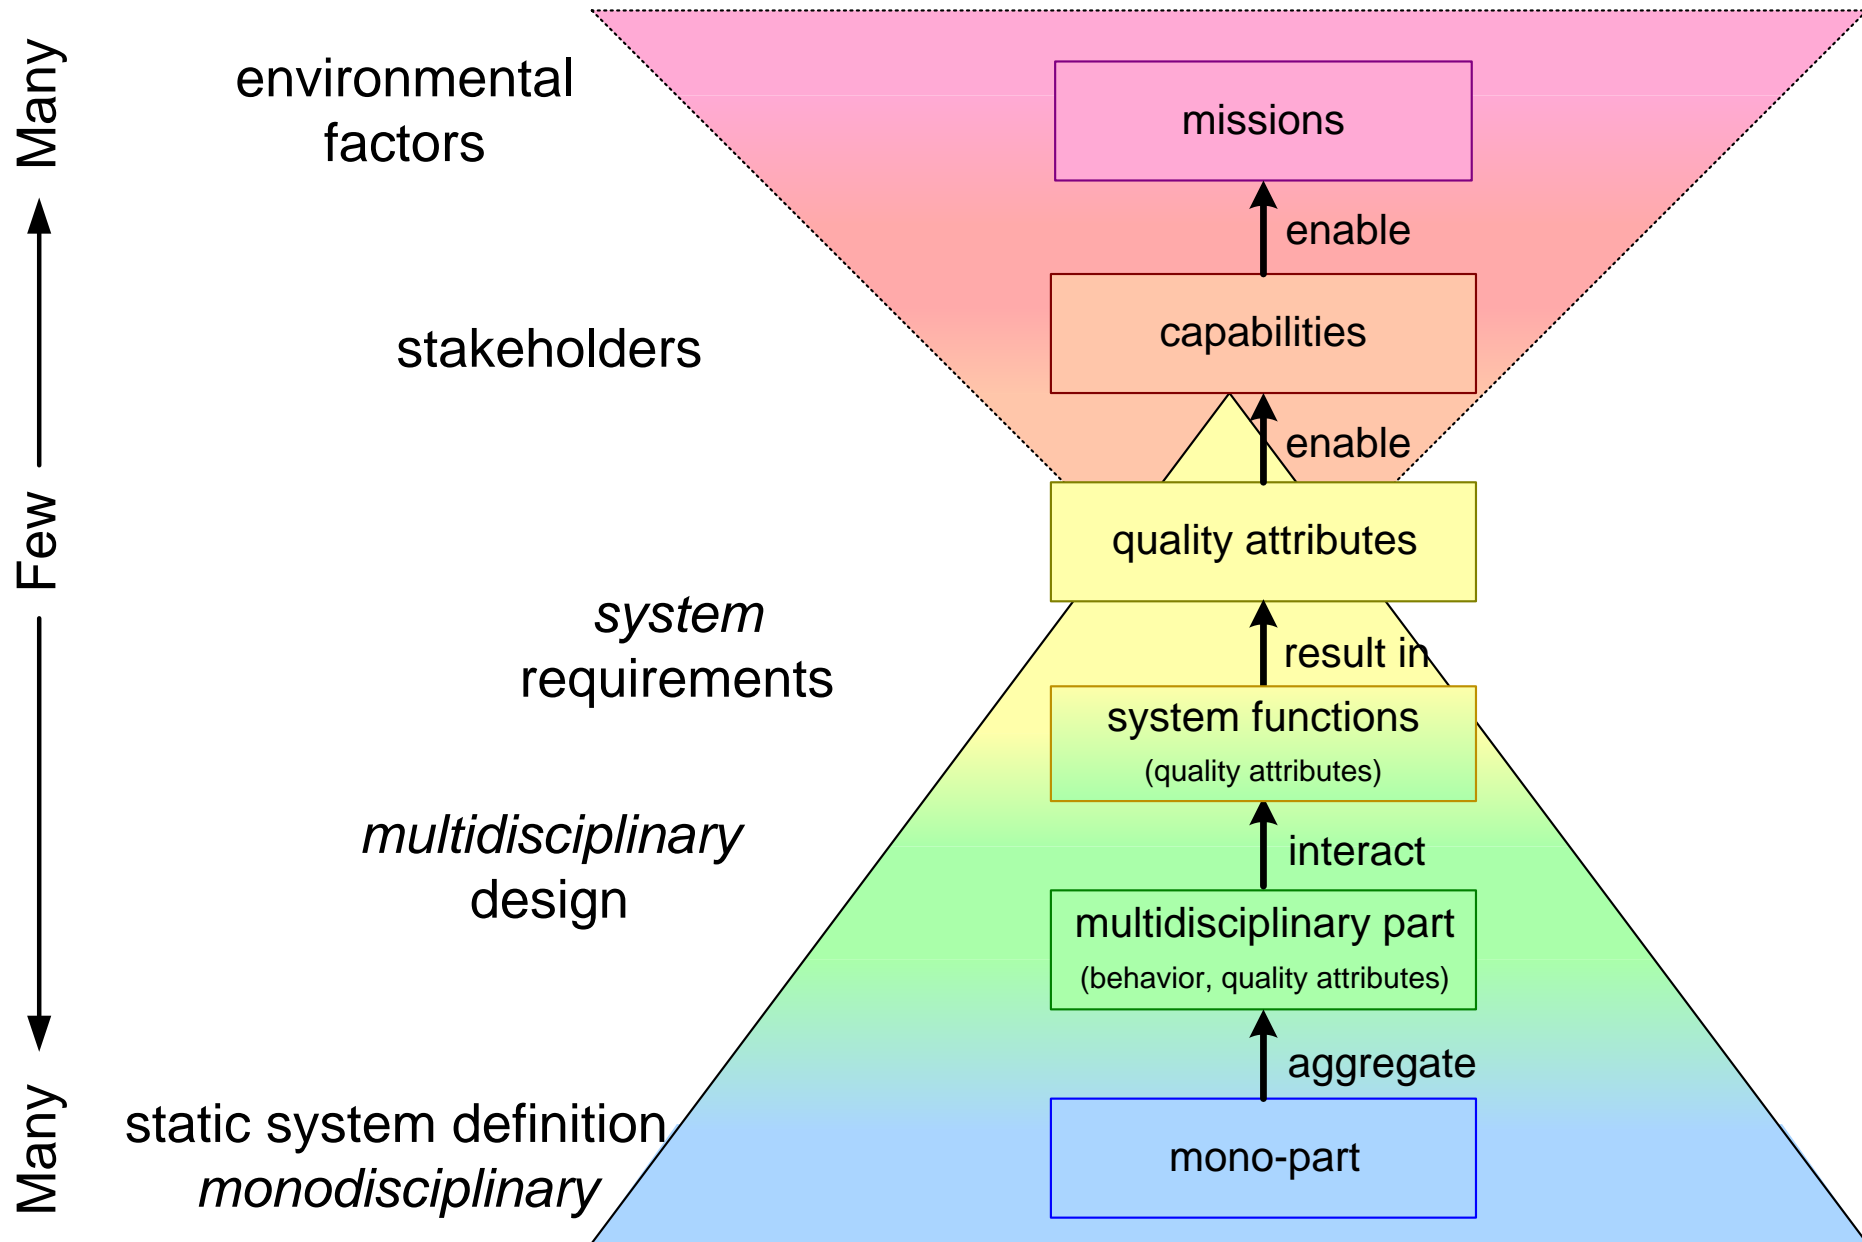 Many
environmental
factors
missions
enable
stakeholders
capabilities
enable
Few
quality attributes
system
requirements
result in
system functions
(quality attributes)
multidisciplinary
design
interact
multidisciplinary part
(behavior, quality attributes)
aggregate
Many
static system definition
monodisciplinary
mono-part